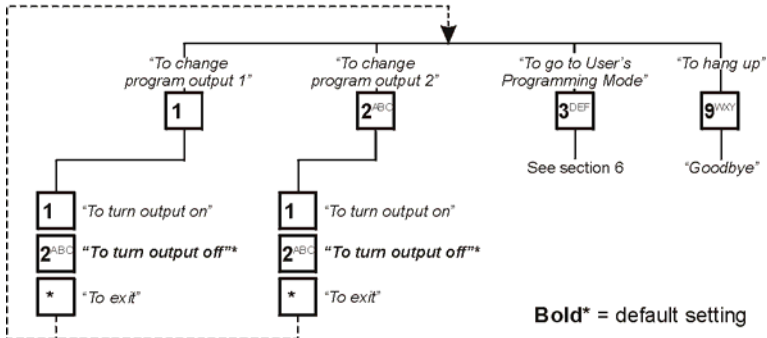 "To change
program output 1"
"To change
program output 2"
"To go to User's
Programming Mode"
"To hang up"
1
2ABC
3DEF
9WXY
See section 6
"Goodbye"
1 "To turn output on"
2ABC "To turn output off"*
* "To exit"
1 "To turn output on"
2ABC "To turn output off"*
* "To exit"
Bold* = default setting